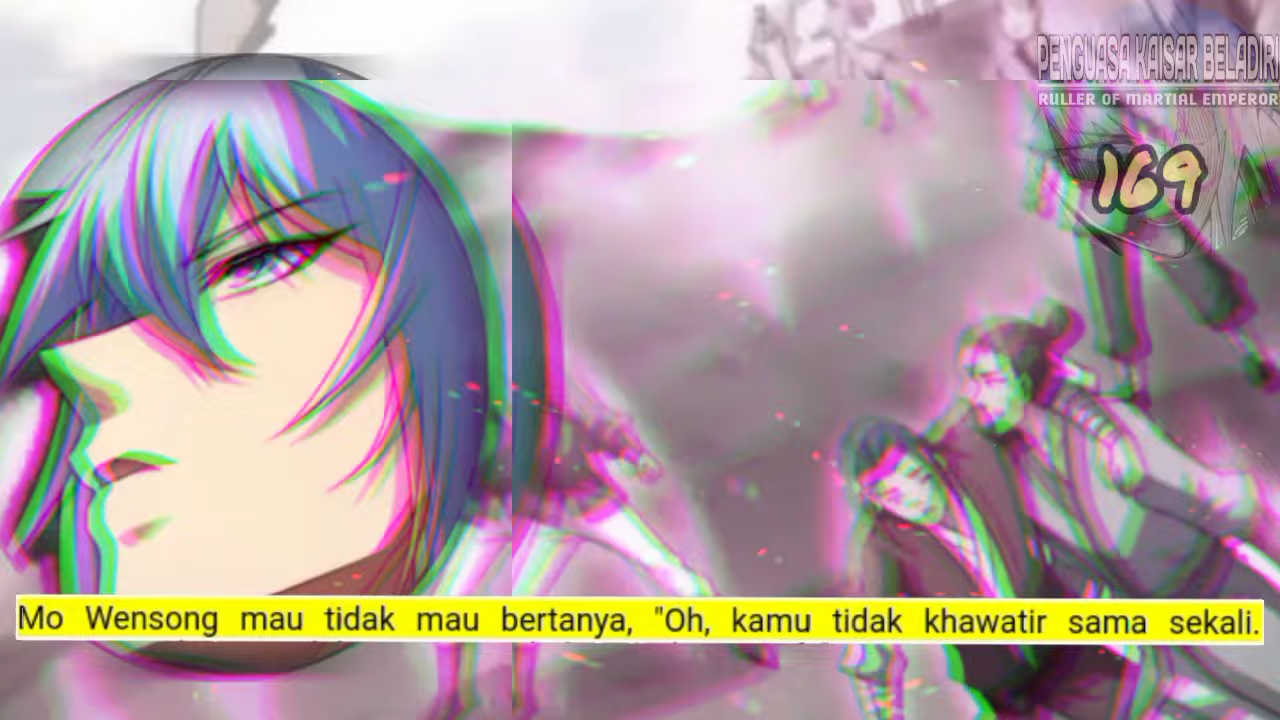 PENGUASA KAISAR BELADIRI
RULLER OF MARTIAL EMPEROR
169
Mo Wensong mau tidak mau bertanya, "Oh, kamu tidak khawatir sama sekali.